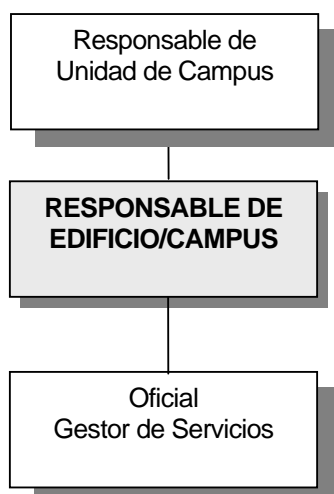 Responsable de
Unidad de Campus
RESPONSABLE DE
EDIFICIO/CAMPUS
Oficial
Gestor de Servicios